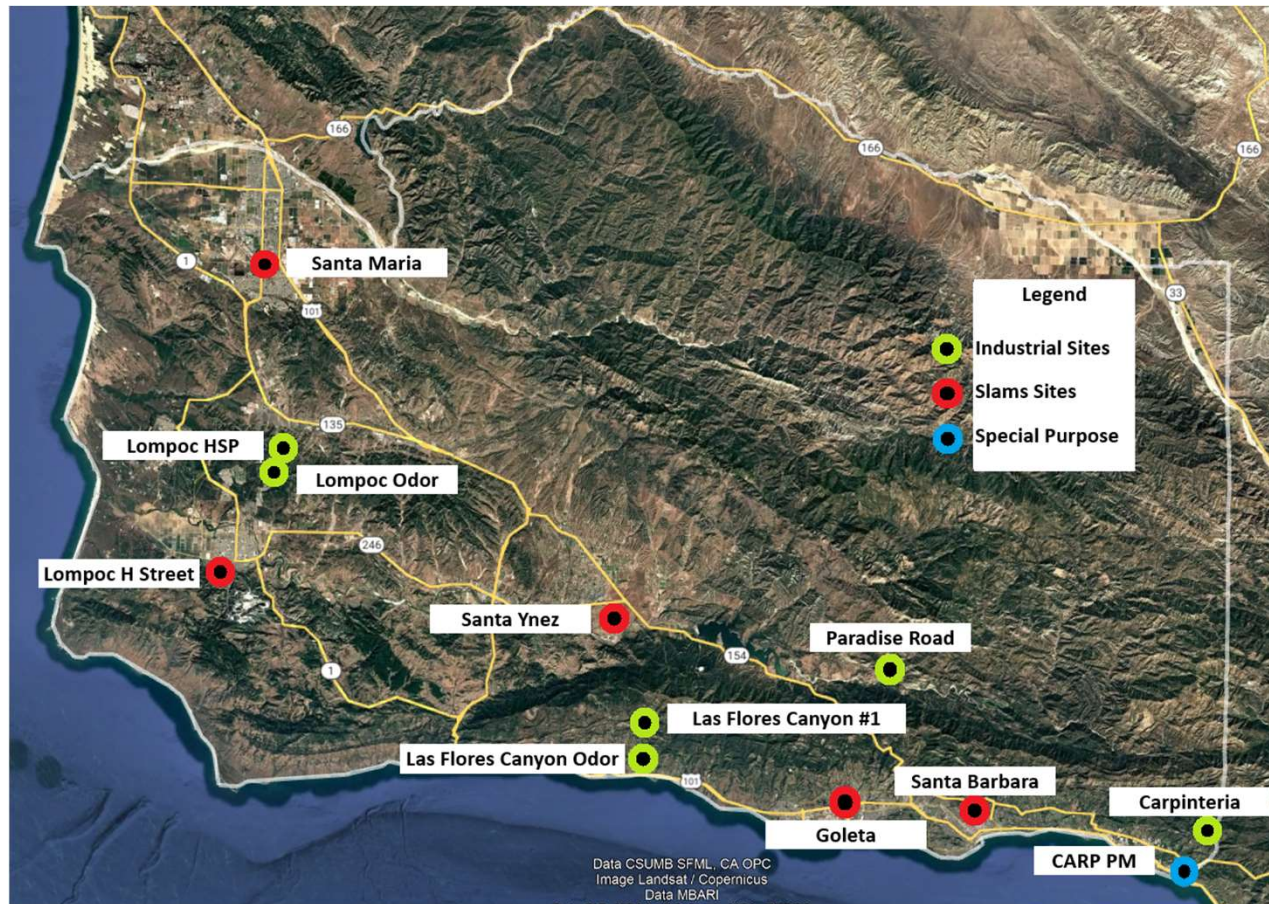 166
166
166
1
Santa Maria
101
33
Legend
Industrial Sites
Slams Sites
Special Purpose
135
Lompoc HSP
Lompoc Odor
246
Lompoc H Street
Santa Ynez
Paradise Road
154
1
Las Flores Canyon #1
Las Flores Canyon Odor
101
Santa Barbara
Carpinteria
Goleta
CARP PM
Data CSUMB SFML, CA OPC
Image Landsat / Copernicus
Data MBARI